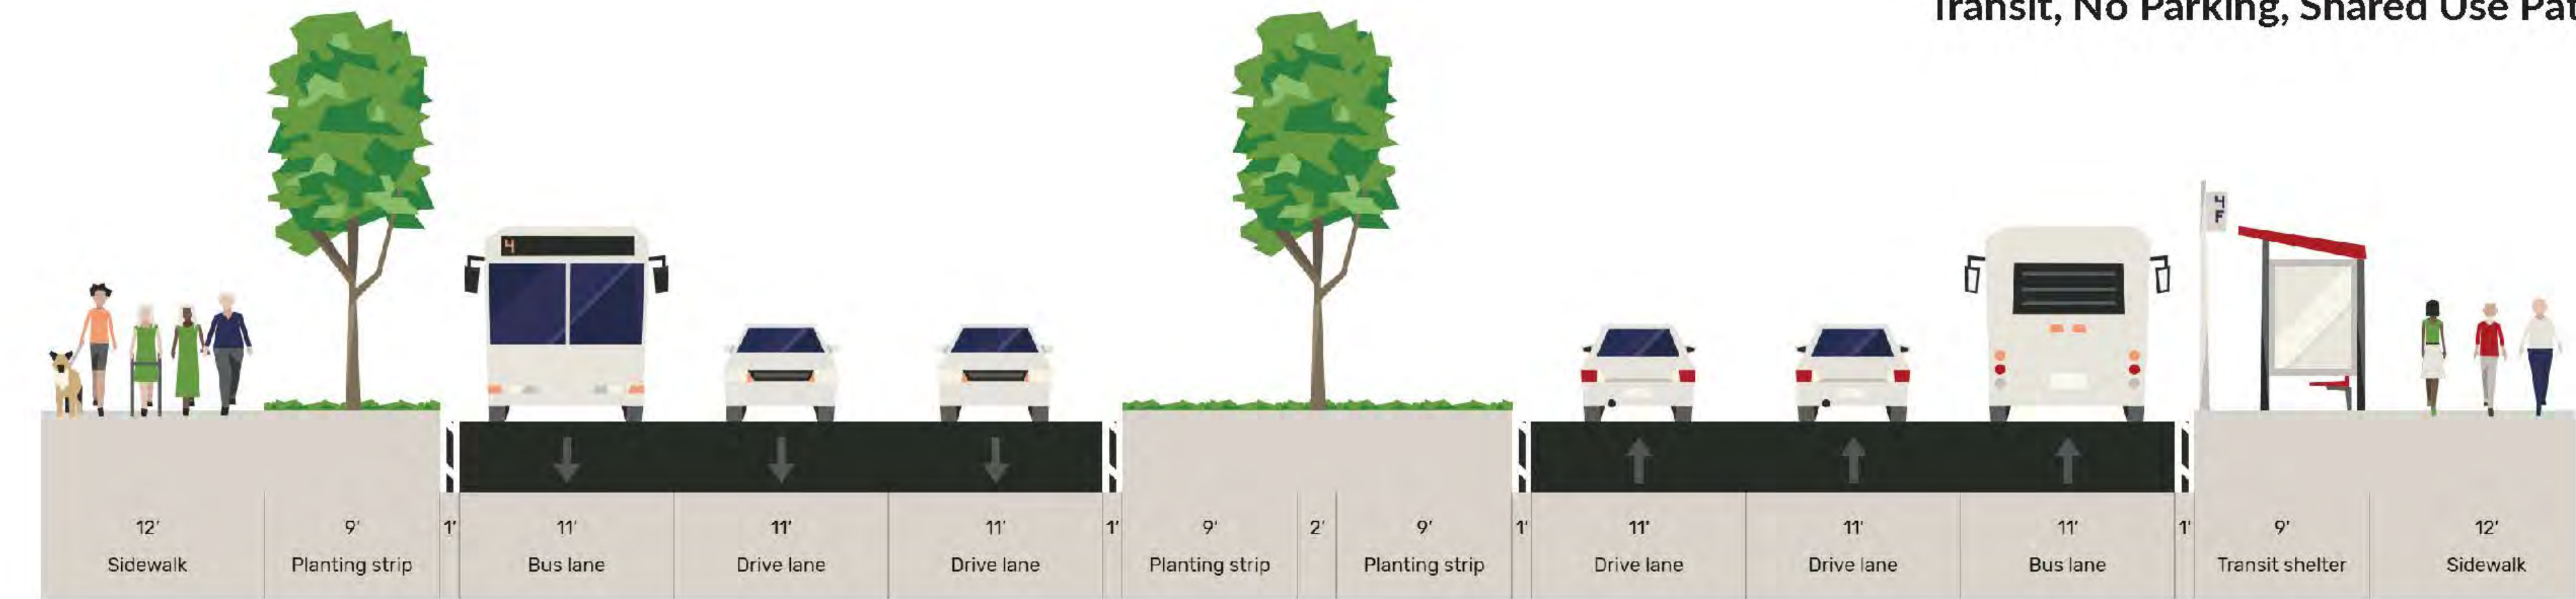 Transit, No Parking, Shared Use Pat
4
4
F
12' 9' 1' 11' 11' 11' 1' 9' 2' 9' 1' 11' 11' 11' 1' 9' 12'
Sidewalk Planting strip Bus lane Drive lane Drive lane Planting strip Planting strip Drive lane Drive lane Bus lane Transit shelter Sidewalk